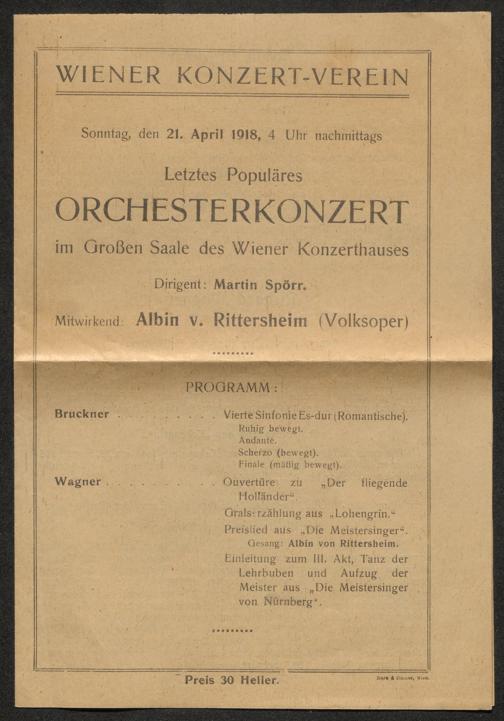 WIENER KONZERT-VEREIN
Sonntag, den 21. April 1918, 4 Uhr nachmittags
Letztes Populäres
ORCHESTERKONZERT
im Großen Saale des Wiener Konzerthauses
Dirigent: Martin Spörr.
Mitwirkend: Albin v. Rittersheim (Volksoper)
PROGRAMM:
Bruckner . . . . . . . . . . Vierte Sinfonie Es-dur (Romantische).
Ruhig bewegt.
Andante.
Scherzo (bewegt).
Finale (mäßig bewegt).
Wagner . . . . . . . . . . . Ouvertüre zu „Der fliegende
Holländer“.
Gralserzählung aus „Lohengrin.“
Preislied aus „Die Meistersinger“.
Gesang: Albin von Rittersheim.
Einleitung zum III. Akt, Tanz der
Lehrbuben und Aufzug der
Meister aus „Die Meistersinger
von Nürnberg“.
Preis 30 Heller.
Wien.